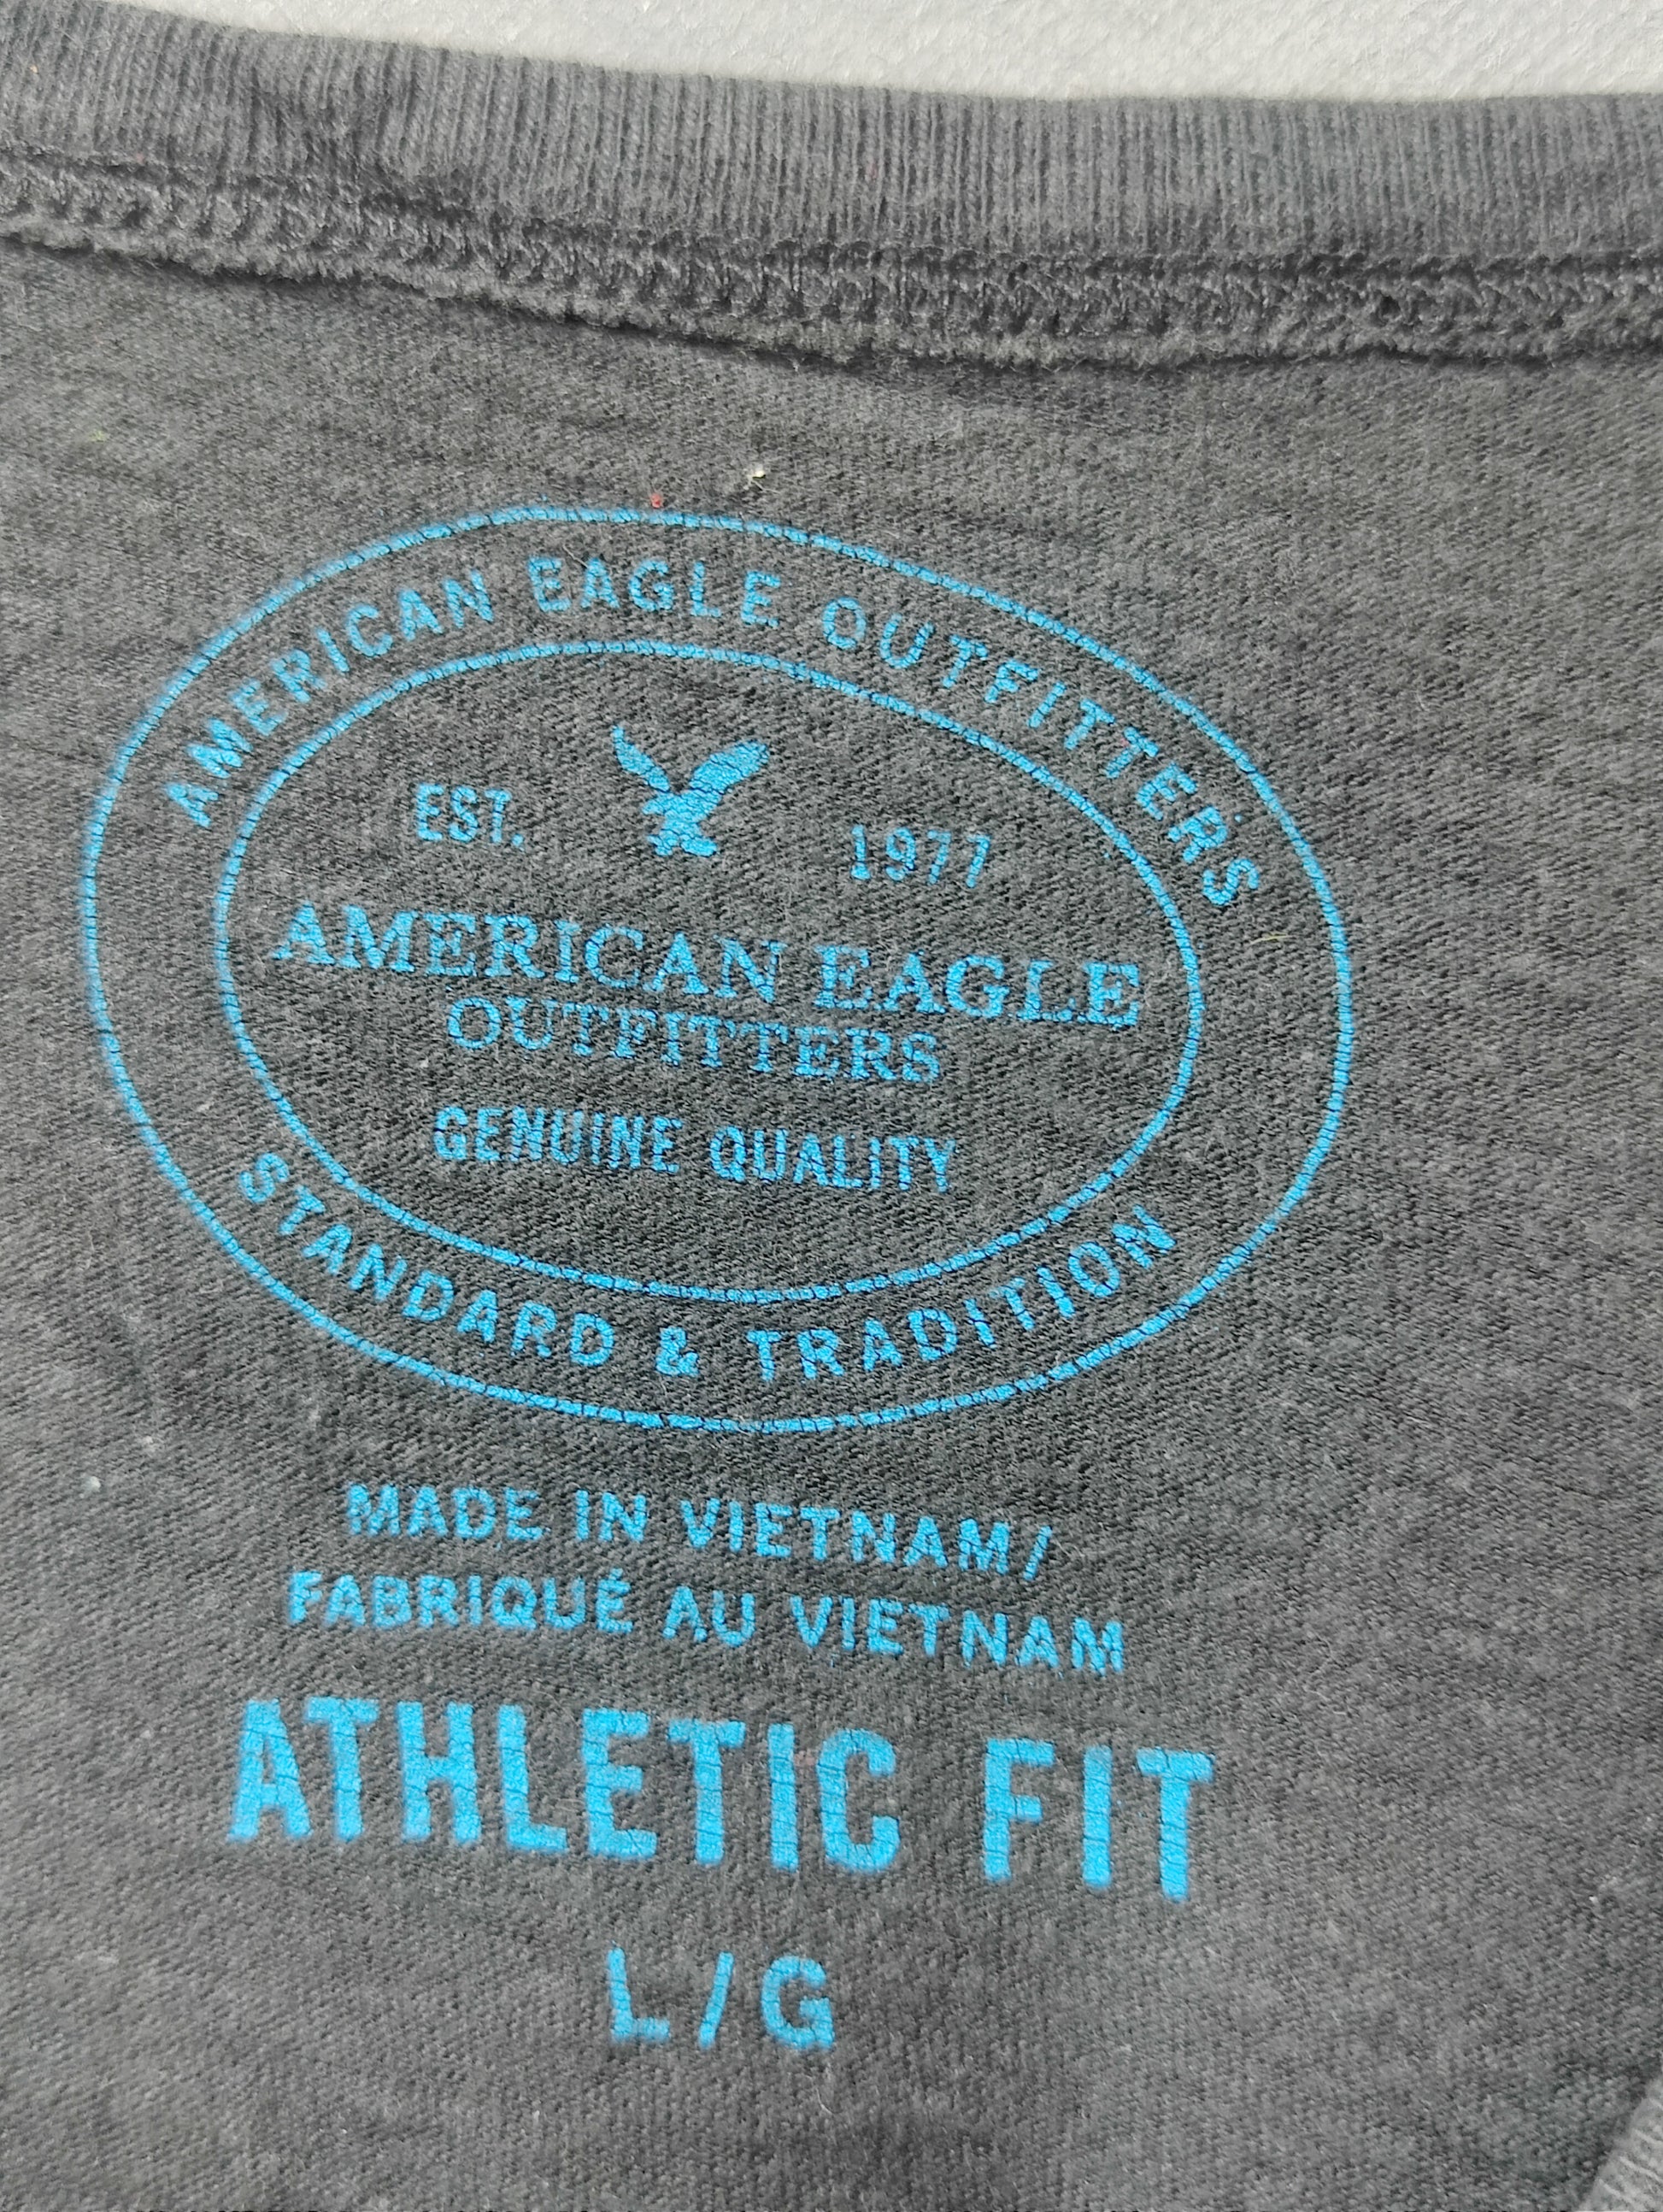 AMERICAN EAGLE OUTFITTERS
EST. 1977
AMERICAN EAGLE
OUTFITTERS
GENUINE QUALITY
STANDARD & TRADITION
MADE IN VIETNAM/
FABRIQUÉ AU VIETNAM
ATHLETIC FIT
L/G